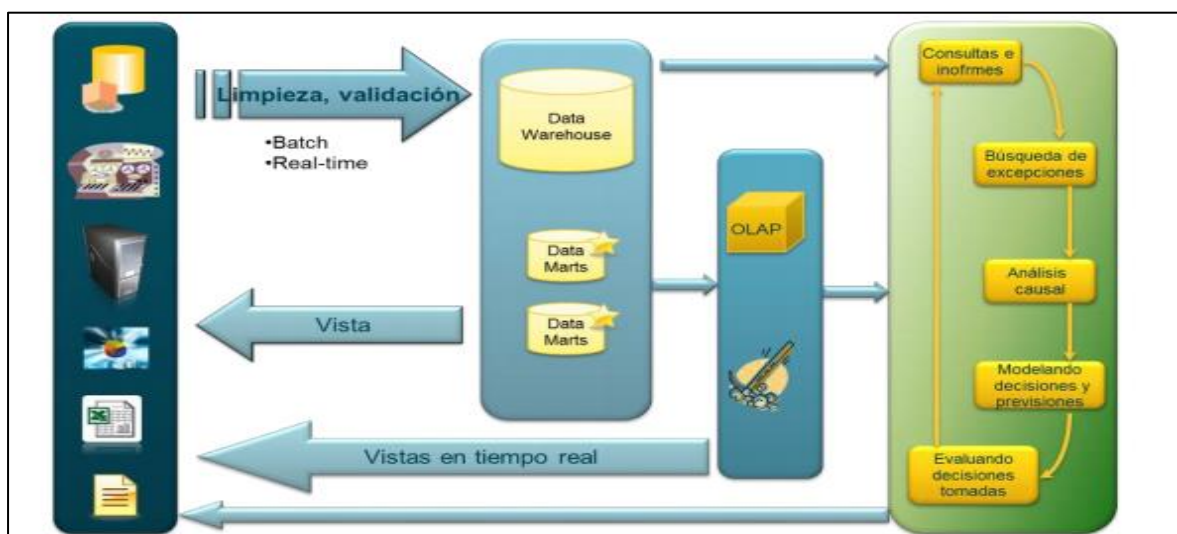 Limpieza, validación
•Batch
•Real-time
Vista
Vistas en tiempo real
Data
Warehouse
Data
Marts
Data
Marts
OLAP
Consultas e
inofrmes
Búsqueda de
excepciones
Análisis
causal
Modelando
decisiones y
previsiones
Evaluando
decisiones
tomadas